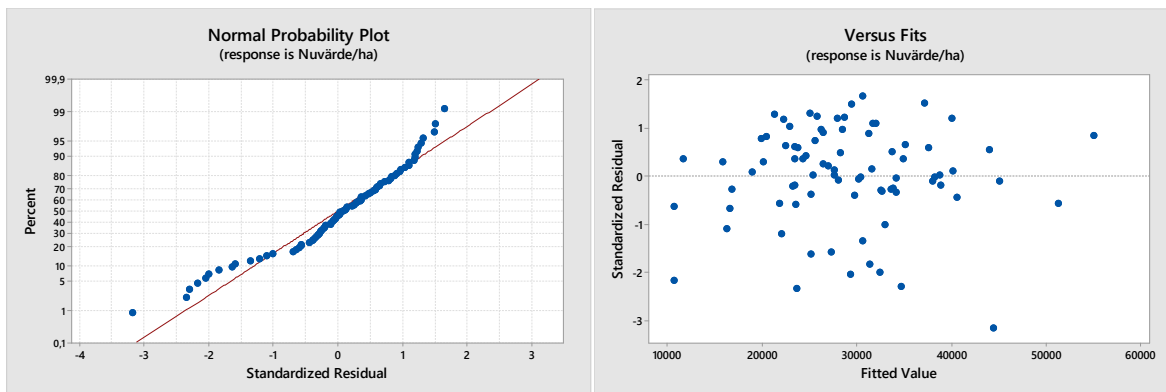 Normal Probability Plot
(response is Nuvärde/ha)
99,9
99
95
90
80
70
60
50
40
30
20
10
5
1
0,1
Percent
-4 -3 -2 -1 0 1 2 3
Standardized Residual
Versus Fits
(response is Nuvärde/ha)
2
1
0
-1
-2
-3
Standardized Residual
10000 20000 30000 40000 50000 60000
Fitted Value